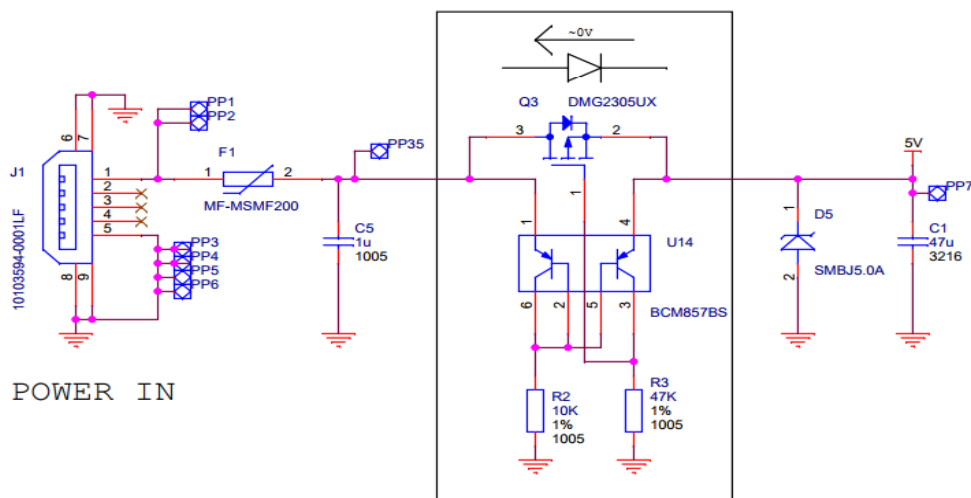 ~0V
Q3 DMG2305UX
3
2
1
PP1
PP2
6
7
J1
F1
1
1
2
MF-MSMF200
2
3
4
5
PP35
5V
PP7
C5
1u
1005
PP3
PP4
PP5
PP6
8
9
10103594-0001LF
1
4
U14
6
2
5
3
BCM857BS
D5
1
2
SMBJ5.0A
C1
47u
3216
POWER IN
R2
10K
1%
1005
R3
47K
1%
1005